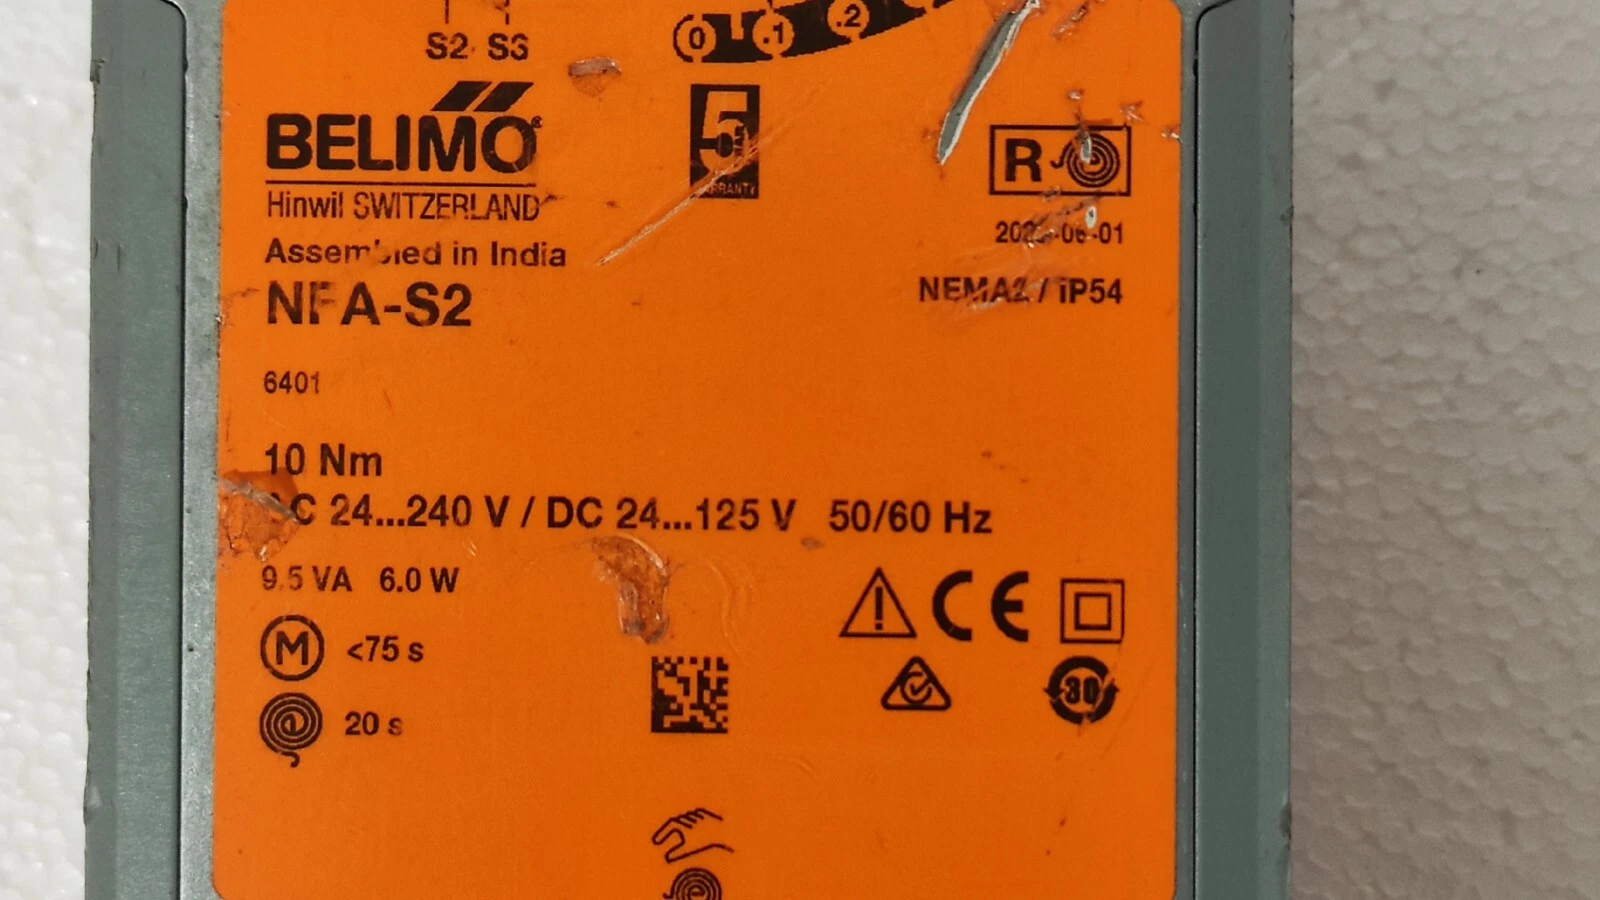 S2 S3
0 .1 .2
BELIMO®
Hinwil SWITZERLAND
Assembled in India
NFA-S2
6401
10 Nm
AC 24...240 V / DC 24...125 V 50/60 Hz
9.5 VA 6.0 W
M <75 s
20 s
5
WARRANTY
R
NEMA2 / IP54
CE
30